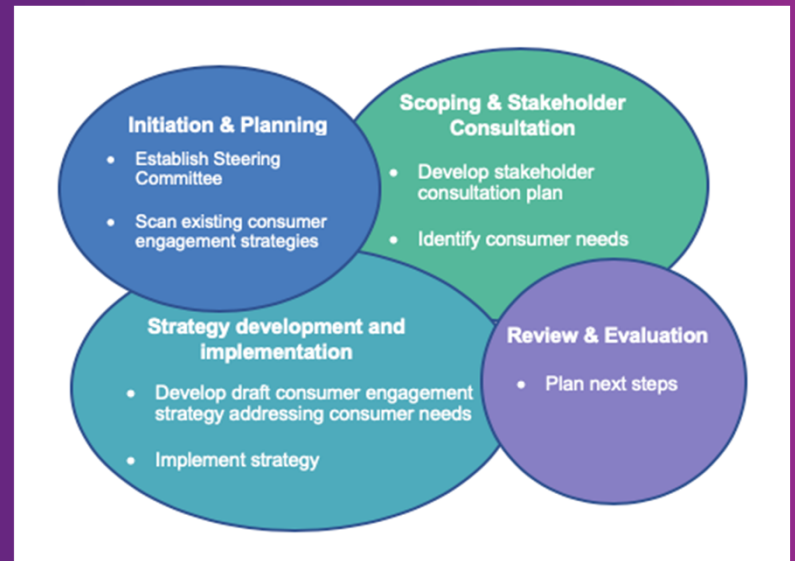 Initiation & Planning
• Establish Steering
Committee
• Scan existing consumer
engagement strategies
Scoping & Stakeholder
Consultation
• Develop stakeholder
consultation plan
• Identify consumer needs
Strategy development and
implementation
• Develop draft consumer engagement
strategy addressing consumer needs
• Implement strategy
Review & Evaluation
• Plan next steps